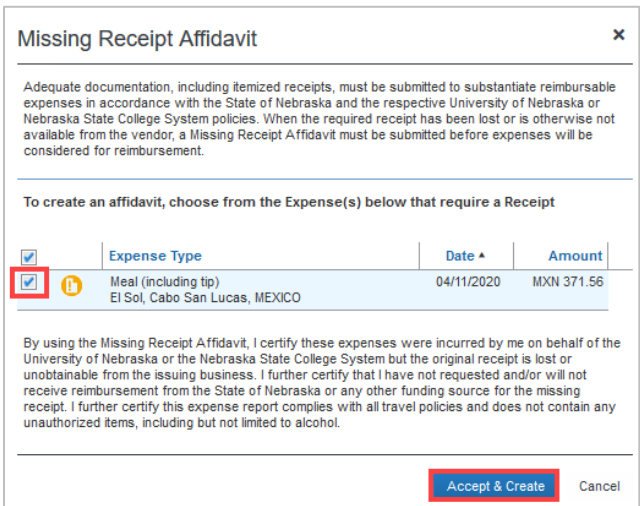 Missing Receipt Affidavit ×
Adequate documentation, including itemized receipts, must be submitted to substantiate reimbursable
expenses in accordance with the State of Nebraska and the respective University of Nebraska or
Nebraska State College System policies. When the required receipt has been lost or is otherwise not
available from the vendor, a Missing Receipt Affidavit must be submitted before expenses will be
considered for reimbursement.
To create an affidavit, choose from the Expense(s) below that require a Receipt
Expense Type Date ▲ Amount
Meal (including tip) 04/11/2020 MXN 371.56
El Sol, Cabo San Lucas, MEXICO
By using the Missing Receipt Affidavit, I certify these expenses were incurred by me on behalf of the
University of Nebraska or the Nebraska State College System but the original receipt is lost or
unobtainable from the issuing business. I further certify that I have not requested and/or will not
receive reimbursement from the State of Nebraska or any other funding source for the missing
receipt. I further certify this expense report complies with all travel policies and does not contain any
unauthorized items, including but not limited to alcohol.
Accept & Create Cancel